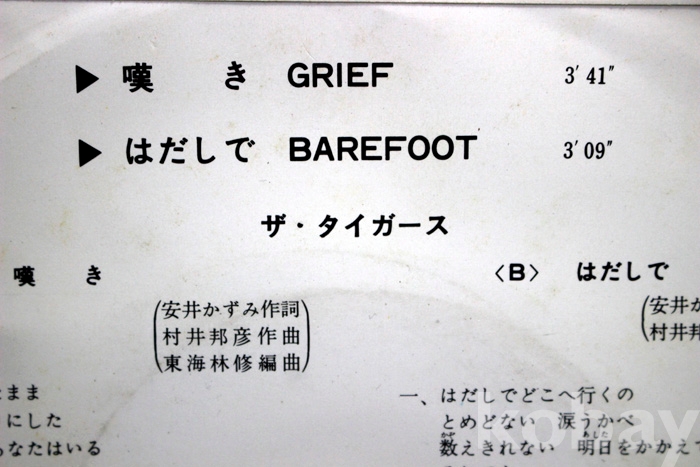 ▶ 嘆 き GRIEF 3′41″
▶ はだしで BAREFOOT 3′09″
ザ・タイガース
嘆 き
安井かずみ作詞
村井邦彦作曲
東海林修編曲
まま
にした
なたはいる
〈B〉 はだしで
(安井か
村井邦
一、はだしでどこへ行くの
とめどない 涙うかべ
数えきれない 明日をかかえて
kobay